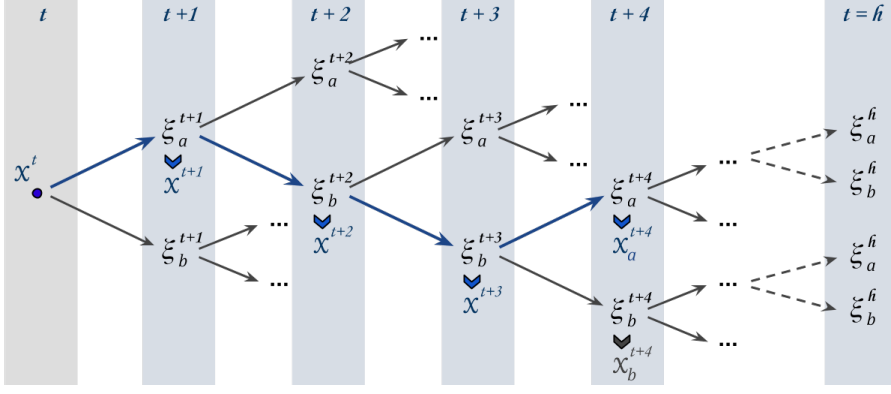 t t+1 t+2 t+3 t+4 t = h
ξ_a^{t+2} ...
...
ξ_a^{t+1} ξ_a^{t+3} ...
...
x^t x^{t+1} ξ_b^{t+2} ξ_a^{t+4} ... ξ_a^h
ξ_b^h
x^{t+2} x_a^{t+4} ...
ξ_b^{t+1} ... ξ_b^{t+3}
...
x^{t+3} ξ_b^{t+4} ... ξ_a^h
ξ_b^h
x_b^{t+4} ...